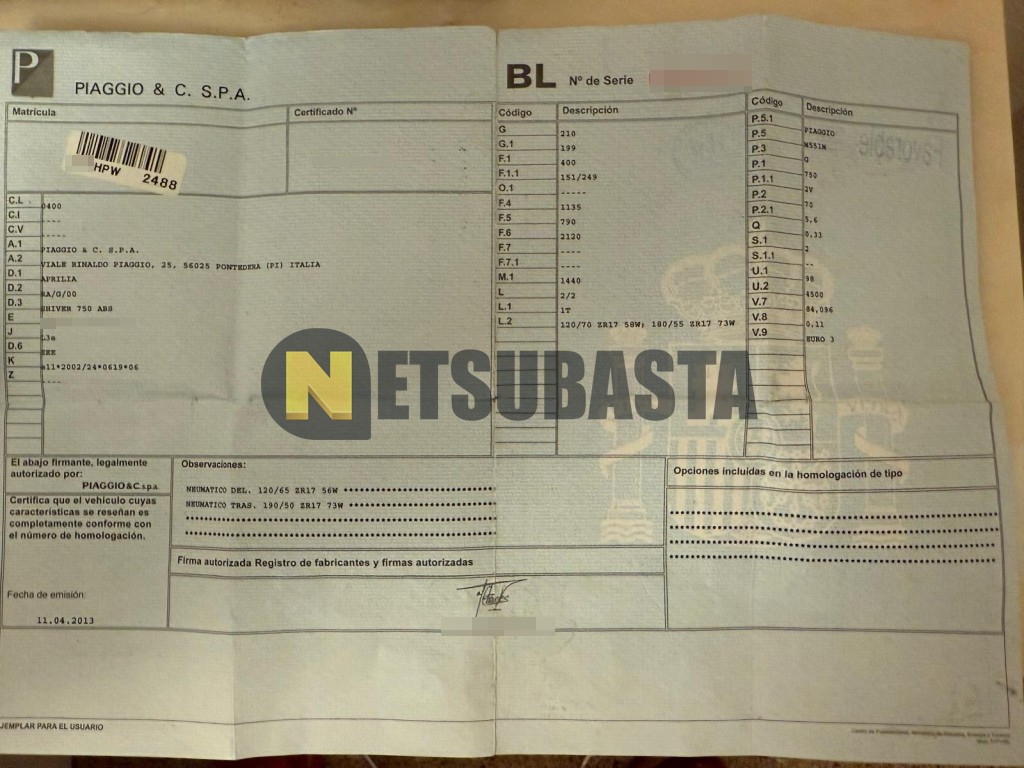 P
PIAGGIO & C. S.P.A.
BL Nº de Serie
Matrícula
Certificado Nº
HPW 2488
C.L 0400
C.I ----
C.V -----
A.1 PIAGGIO & C. S.P.A.
A.2 VIALE RINALDO PIAGGIO, 25, 56025 PONTEDERA (PI) ITALIA
D.1 APRILIA
D.2 RA/G/00
D.3 SHIVER 750 ABS
E
J L3e
D.6 EEE
K e11*2002/24*0619*06
Z ----
Código Descripción
G 210
G.1 199
F.1 400
F.1.1 151/249
O.1 -----
F.4 1135
F.5 790
F.6 2120
F.7 ----
F.7.1 ----
M.1 1440
L 2/2
L.1 1T
L.2 120/70 ZR17 58W; 180/55 ZR17 73W
Código Descripción
P.5.1 PIAGGIO
P.5 M551M
P.3 G
P.1 750
P.1.1 2V
P.2 70
P.2.1 5,6
Q 0,33
S.1 2
S.1.1 --
U.1 98
U.2 4500
V.7 84,096
V.8 0,11
V.9 EURO 3
Favorable
NETSUBASTA
El abajo firmante, legalmente
autorizado por:
PIAGGIO&C.s.p.a.
Certifica que el vehículo cuyas
características se reseñan es
completamente conforme con
el número de homologación.
Fecha de emisión:
11.04.2013
Observaciones:
NEUMATICO DEL. 120/65 ZR17 56W
NEUMATICO TRAS. 190/50 ZR17 73W
Firma autorizada Registro de fabricantes y firmas autorizadas
Opciones incluidas en la homologación de tipo
JEMPLAR PARA EL USUARIO